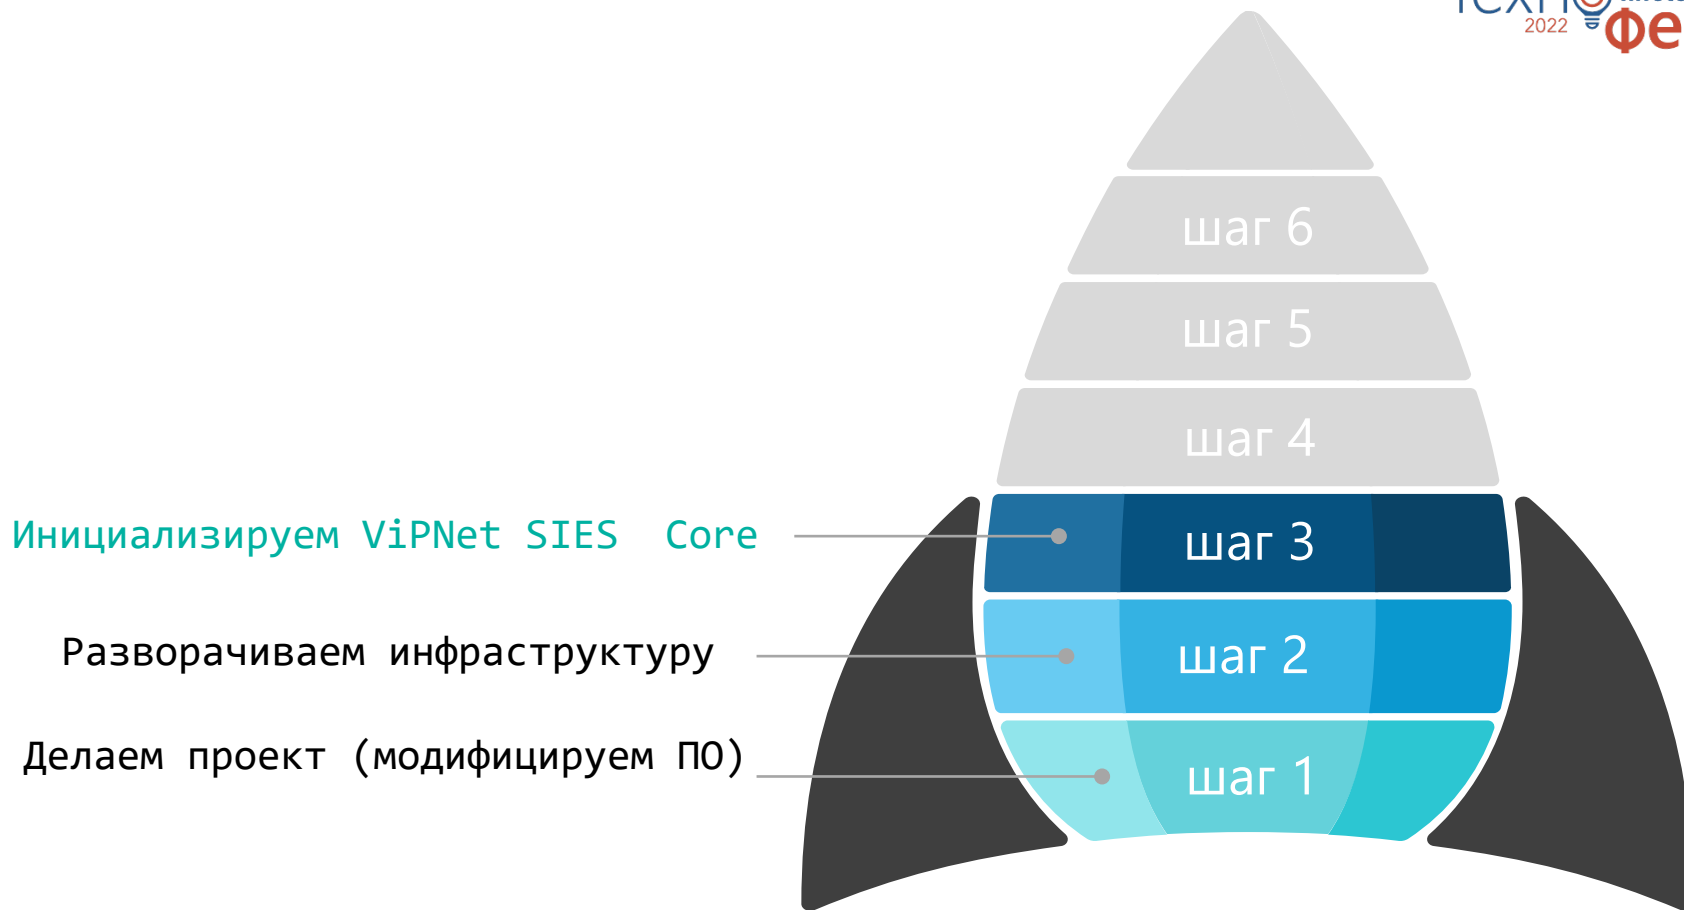 2022
Фе
шаг 6
шаг 5
шаг 4
Инициализируем ViPNet SIES Core
шаг 3
Разворачиваем инфраструктуру
шаг 2
Делаем проект (модифицируем ПО)
шаг 1